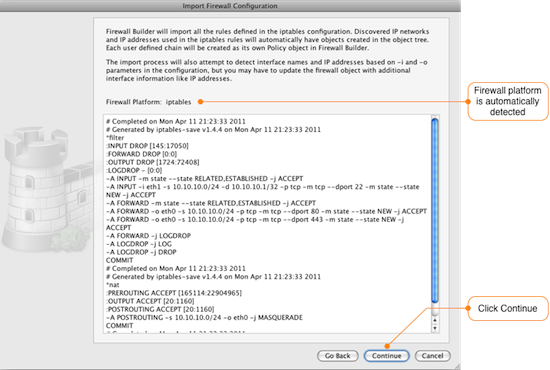 Import Firewall Configuration
Firewall Builder will import all the rules defined in the iptables configuration. Discovered IP networks
and IP addresses used in the iptables rules will automatically have objects created in the object tree.
Each user defined chain will be created as its own Policy object in Firewall Builder.
The import process will also attempt to detect interface names and IP addresses based on -i and -o
parameters in the configuration, but you may have to update the firewall object with additional
interface information like IP addresses.
Firewall Platform: iptables
Firewall platform
is automatically
detected
# Completed on Mon Apr 11 21:23:33 2011
# Generated by iptables-save v1.4.4 on Mon Apr 11 21:23:33 2011
*filter
:INPUT DROP [145:17050]
:FORWARD DROP [0:0]
:OUTPUT DROP [1724:72408]
:LOGDROP - [0:0]
-A INPUT -m state --state RELATED,ESTABLISHED -j ACCEPT
-A INPUT -i eth1 -s 10.10.10.0/24 -d 10.10.10.1/32 -p tcp -m tcp --dport 22 -m state --state
NEW -j ACCEPT
-A FORWARD -m state --state RELATED,ESTABLISHED -j ACCEPT
-A FORWARD -o eth0 -s 10.10.10.0/24 -p tcp -m tcp --dport 80 -m state --state NEW -j ACCEPT
-A FORWARD -o eth0 -s 10.10.10.0/24 -p tcp -m tcp --dport 443 -m state --state NEW -j
ACCEPT
-A FORWARD -j LOGDROP
-A LOGDROP -j LOG
-A LOGDROP -j DROP
COMMIT
# Completed on Mon Apr 11 21:23:33 2011
# Generated by iptables-save v1.4.4 on Mon Apr 11 21:23:33 2011
*nat
:PREROUTING ACCEPT [165114:22904965]
:OUTPUT ACCEPT [20:1160]
:POSTROUTING ACCEPT [20:1160]
-A POSTROUTING -s 10.10.10.0/24 -o eth0 -j MASQUERADE
COMMIT
Click Continue
Go Back
Continue
Cancel